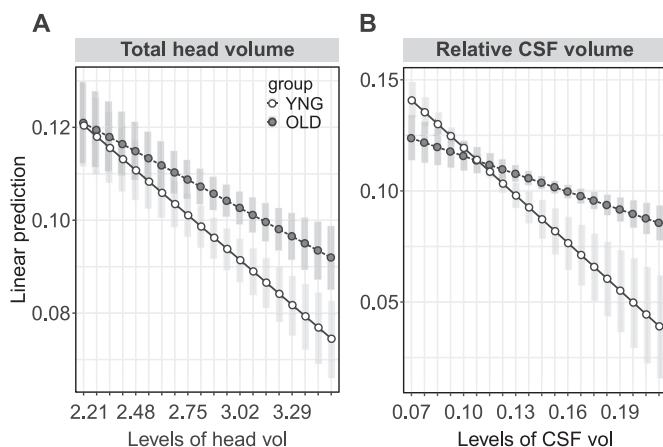 A
Total head volume
group
YNG
OLD
0.12
0.10
0.08
Linear prediction
2.21 2.48 2.75 3.02 3.29
Levels of head vol
B
Relative CSF volume
0.15
0.10
0.05
0.07 0.10 0.13 0.16 0.19
Levels of CSF vol